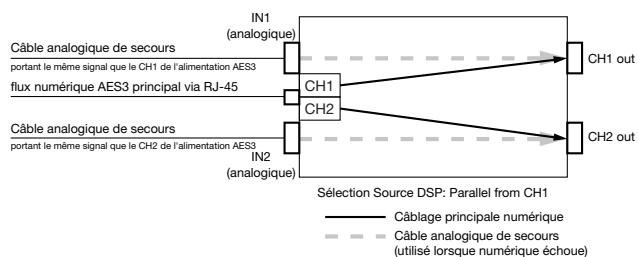 IN1
(analogique)
Câble analogique de secours
portant le même signal que le CH1 de l'alimentation AES3
CH1 out
flux numérique AES3 principal via RJ-45
CH1
CH2
Câble analogique de secours
portant le même signal que le CH2 de l'alimentation AES3
CH2 out
IN2
(analogique)
Sélection Source DSP: Parallel from CH1
Câblage principale numérique
Câble analogique de secours
(utilisé lorsque numérique échoue)